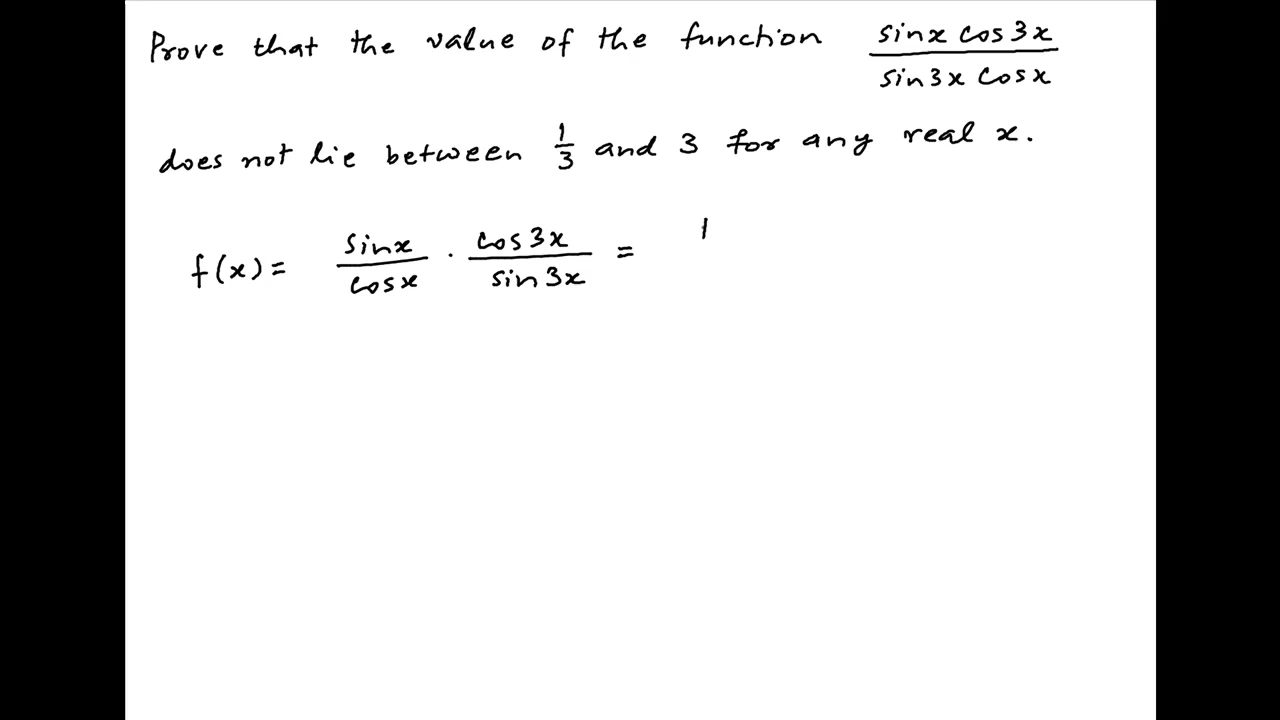 Prove that the value of the function sinx cos3x / sin3x cosx
does not lie between 1/3 and 3 for any real x.
f(x) = sinx / cosx · cos3x / sin3x =